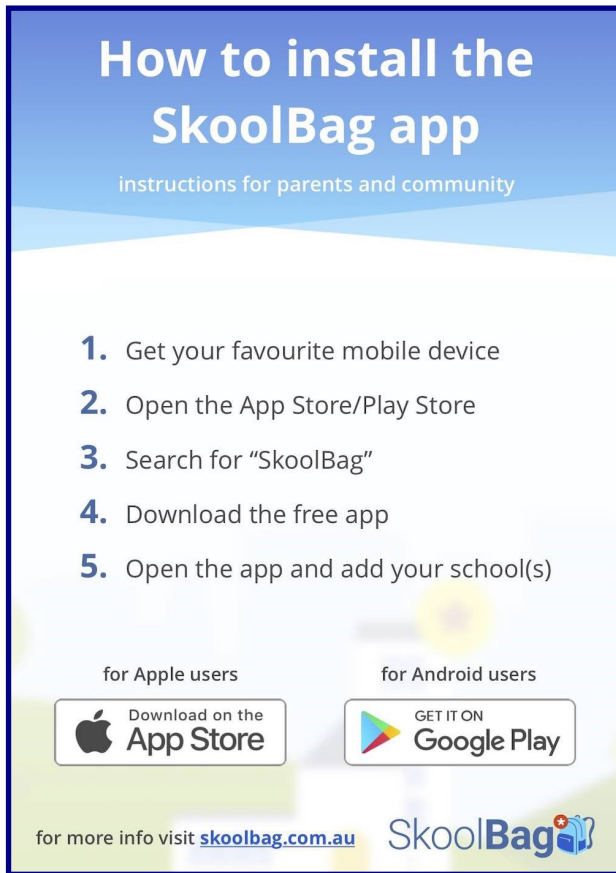 How to install the
SkoolBag app
instructions for parents and community
1. Get your favourite mobile device
2. Open the App Store/Play Store
3. Search for “SkoolBag”
4. Download the free app
5. Open the app and add your school(s)
for Apple users
Download on the
App Store
for Android users
GET IT ON
Google Play
for more info visit skoolbag.com.au
SkoolBag